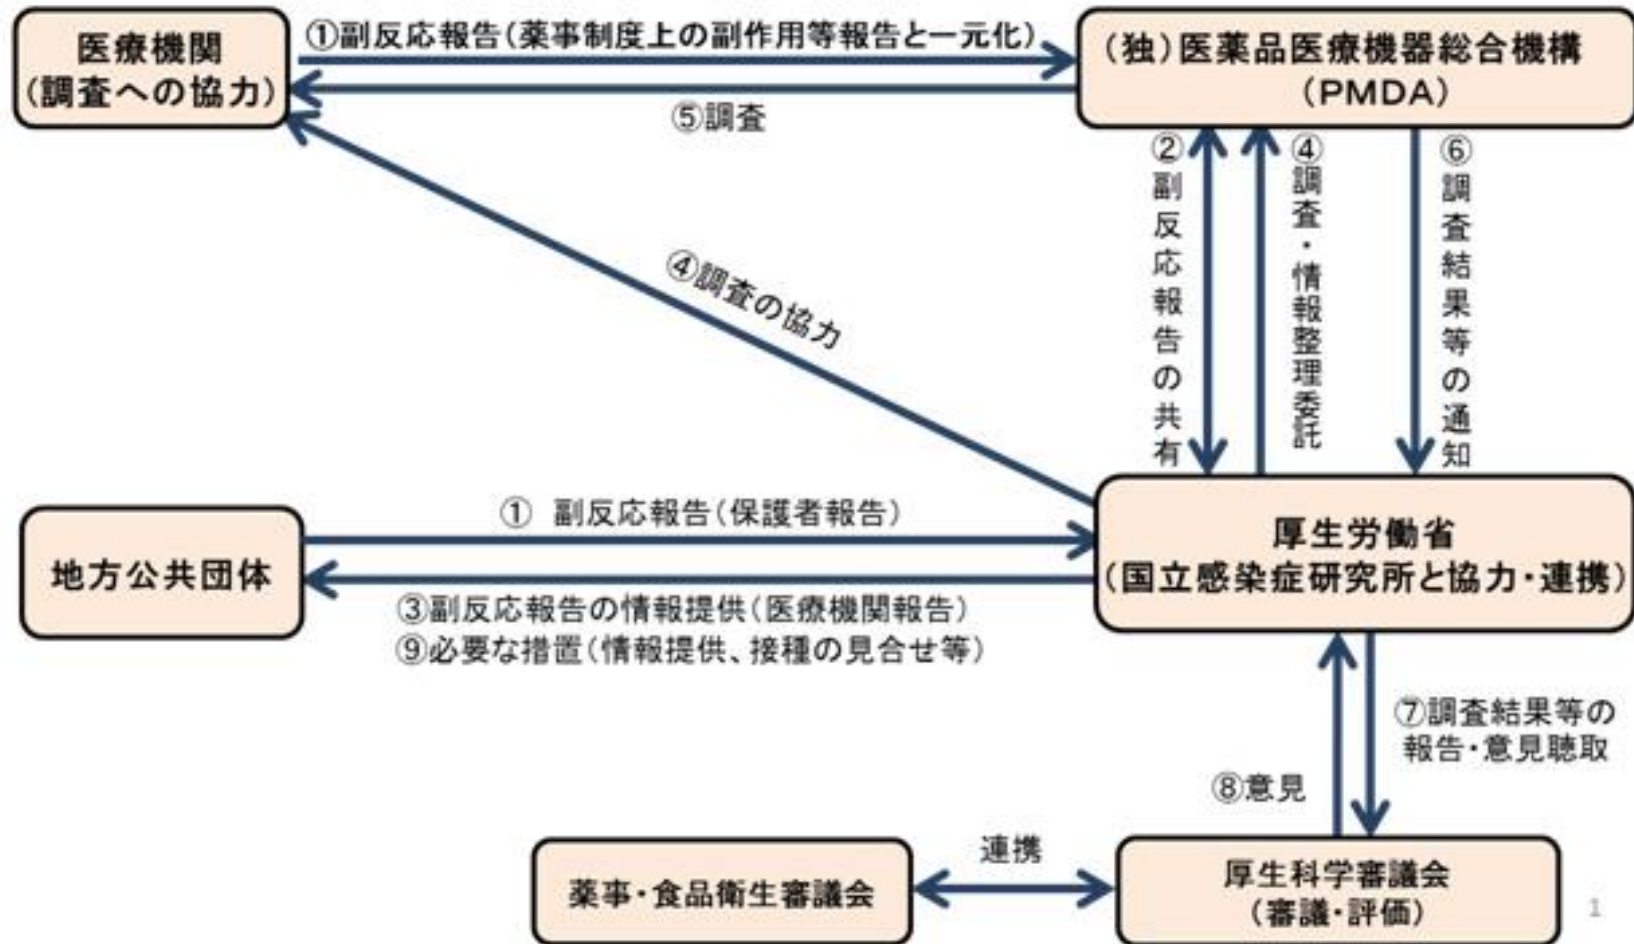 医療機関
(調査への協力)
①副反応報告(薬事制度上の副作用等報告と一元化)
⑤調査
(独)医薬品医療機器総合機構
(PMDA)
②副反応報告の共有
④調査・情報整理委託
⑥調査結果等の通知
④調査の協力
地方公共団体
① 副反応報告(保護者報告)
③副反応報告の情報提供(医療機関報告)
⑨必要な措置(情報提供、接種の見合せ等)
厚生労働省
(国立感染症研究所と協力・連携)
⑦調査結果等の
報告・意見聴取
⑧意見
薬事・食品衛生審議会
連携
厚生科学審議会
(審議・評価)
1